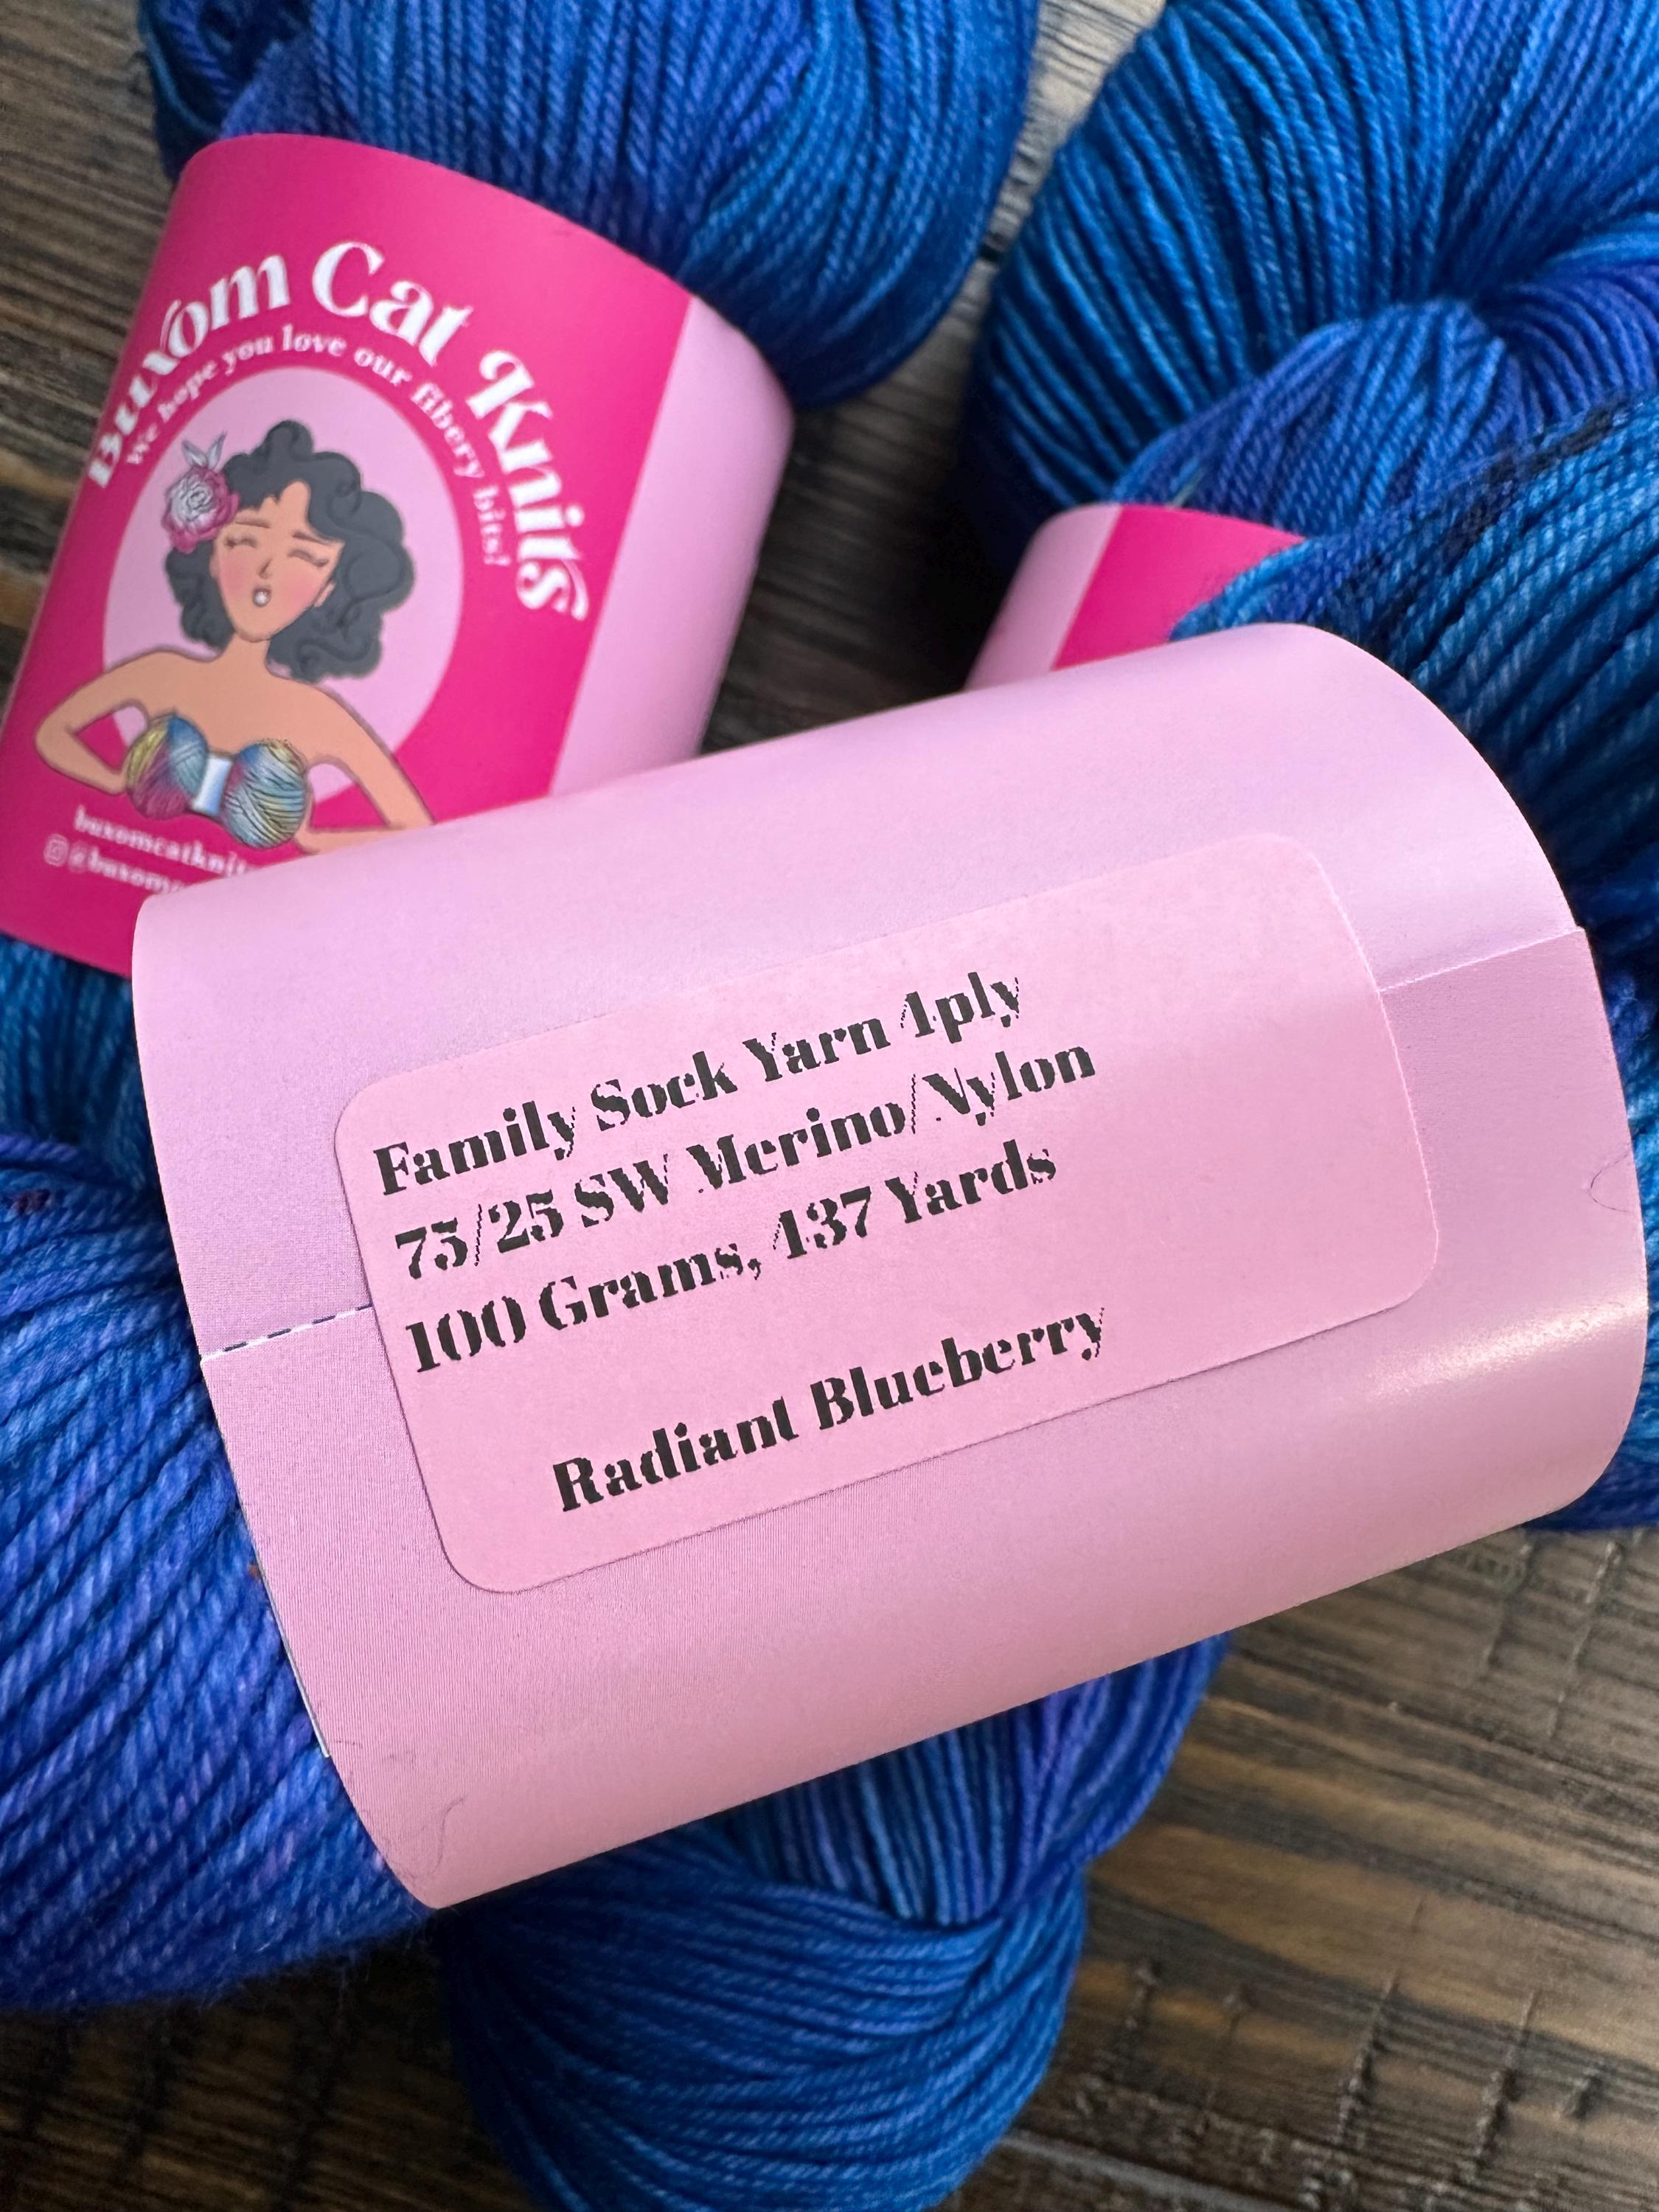 Buxom Cat Knits
We hope you love our fibery bits!
buxomcatknits
@buxom
Family Sock Yarn 4ply
75/25 SW Merino/Nylon
100 Grams, 437 Yards
Radiant Blueberry